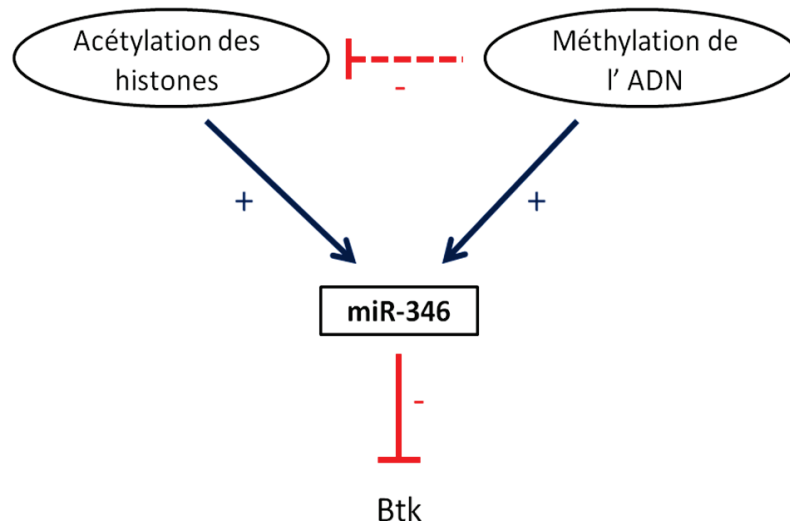 Acétylation des
histones
Méthylation de
l' ADN
-
+
+
miR-346
-
Btk